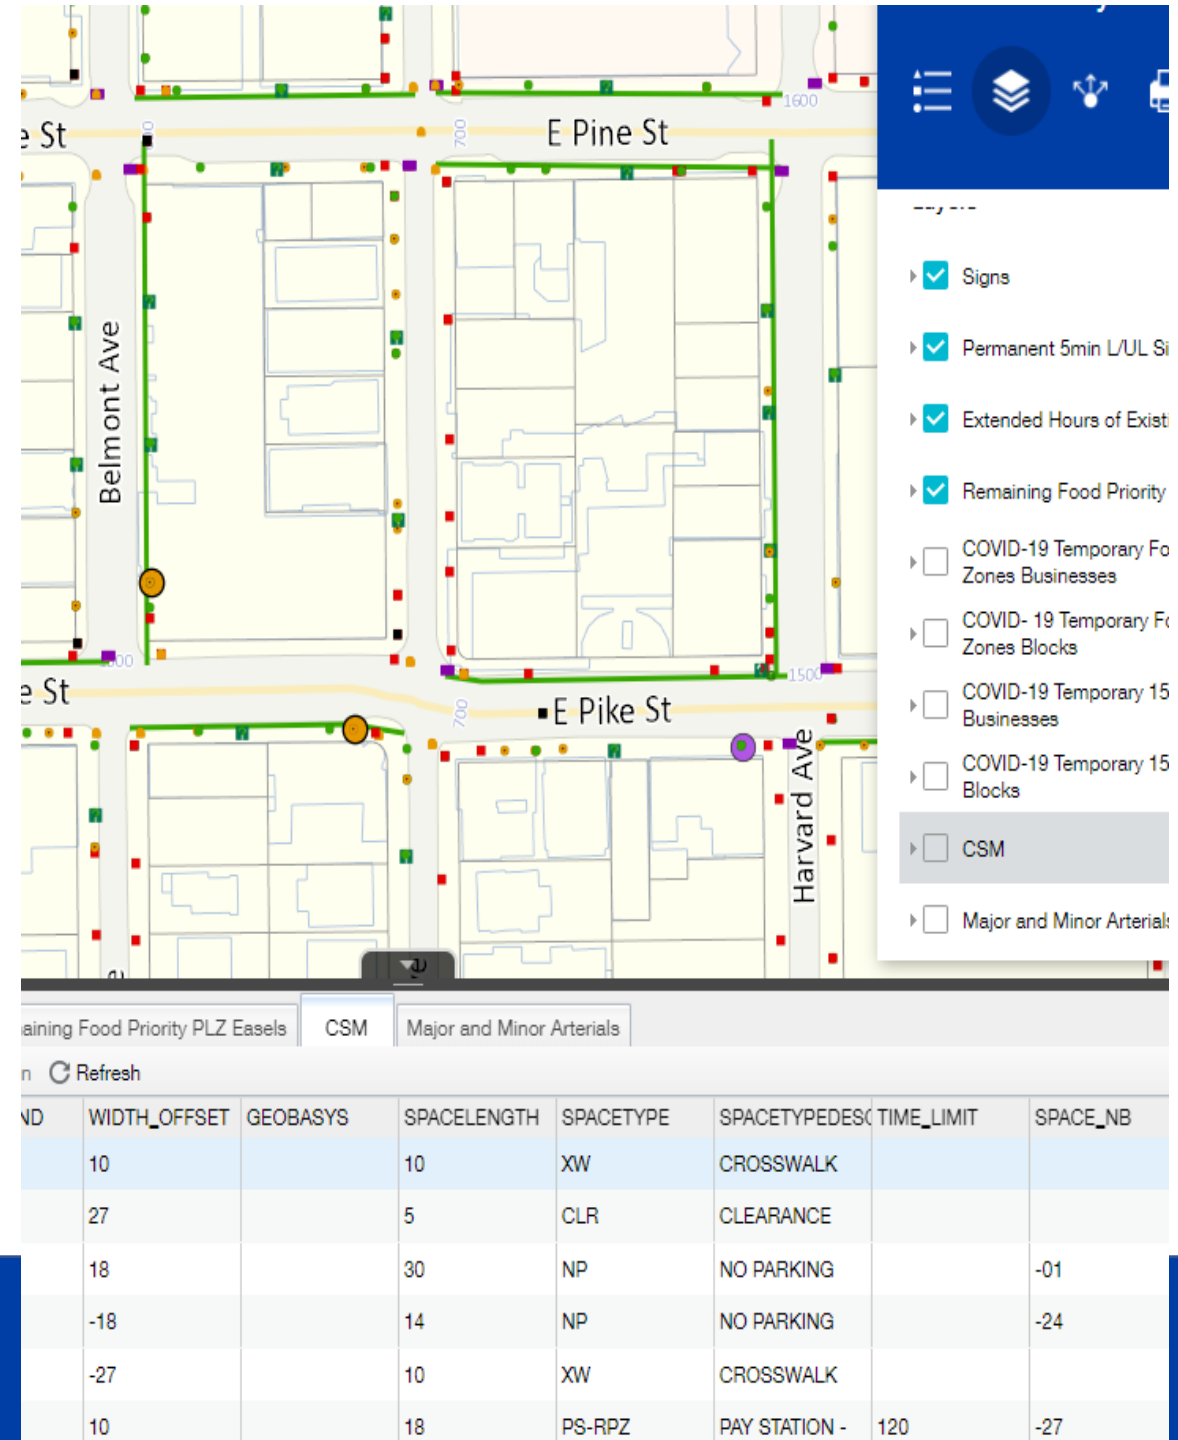 1600
E Pine St
e St
700
Belmont Ave
1500
e St
700
E Pike St
Harvard Ave
Layers
Signs
Permanent 5min L/UL Si
Extended Hours of Existi
Remaining Food Priority
COVID-19 Temporary Fo
Zones Businesses
COVID- 19 Temporary Fo
Zones Blocks
COVID-19 Temporary 15
Businesses
COVID-19 Temporary 15
Blocks
CSM
Major and Minor Arterials
aining Food Priority PLZ Easels CSM Major and Minor Arterials
n Refresh
ND WIDTH_OFFSET GEOBASYS SPACELENGTH SPACETYPE SPACETYPEDESC TIME_LIMIT SPACE_NB
10 10 XW CROSSWALK
27 5 CLR CLEARANCE
18 30 NP NO PARKING -01
-18 14 NP NO PARKING -24
-27 10 XW CROSSWALK
10 18 PS-RPZ PAY STATION - 120 -27